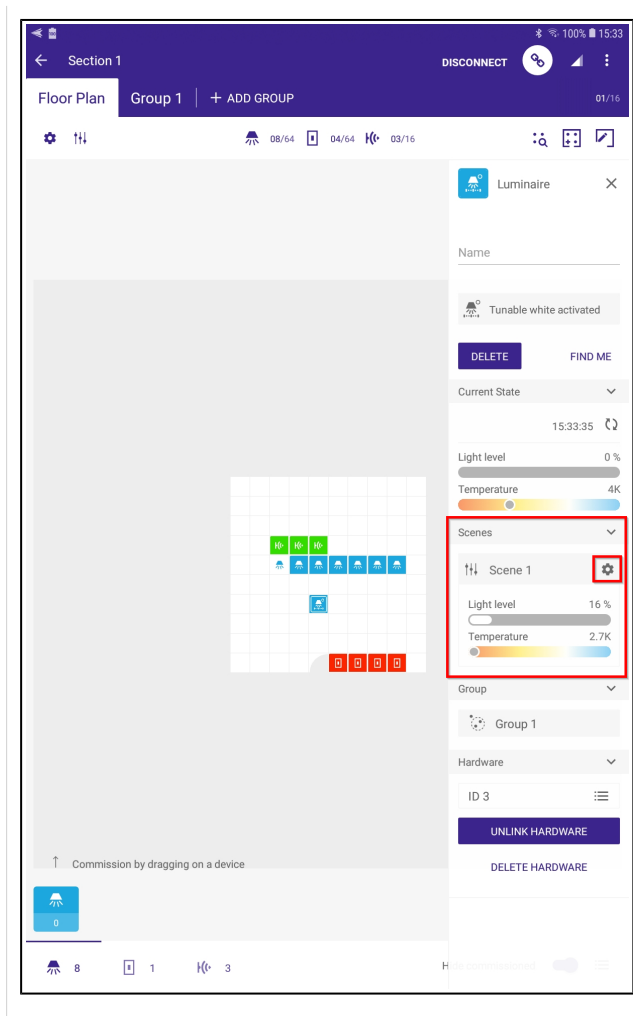 100% 15:33
Section 1
DISCONNECT
Floor Plan Group 1 + ADD GROUP 01/16
08/64 04/64 03/16
Luminaire
Name
Tunable white activated
DELETE FIND ME
Current State
15:33:35
Light level 0 %
Temperature 4K
Scenes
Scene 1
Light level 16 %
Temperature 2.7K
Group
Group 1
Hardware
ID 3
UNLINK HARDWARE
↑ Commission by dragging on a device
DELETE HARDWARE
0
8 1 3